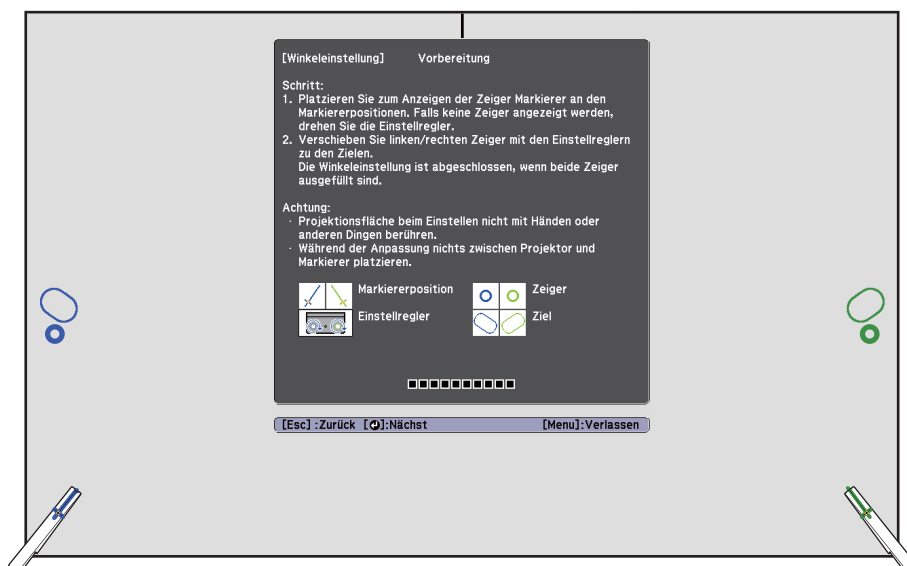 [Winkeleinstellung] Vorbereitung
Schritt:
1. Platzieren Sie zum Anzeigen der Zeiger Markierer an den
Markiererpositionen. Falls keine Zeiger angezeigt werden,
drehen Sie die Einstellregler.
2. Verschieben Sie linken/rechten Zeiger mit den Einstellreglern
zu den Zielen.
Die Winkeleinstellung ist abgeschlossen, wenn beide Zeiger
ausgefüllt sind.
Achtung:
· Projektionsfläche beim Einstellen nicht mit Händen oder
anderen Dingen berühren.
· Während der Anpassung nichts zwischen Projektor und
Markierer platzieren.
Markiererposition Zeiger
Einstellregler Ziel
[Esc] :Zurück [⏎]:Nächst [Menu]:Verlassen